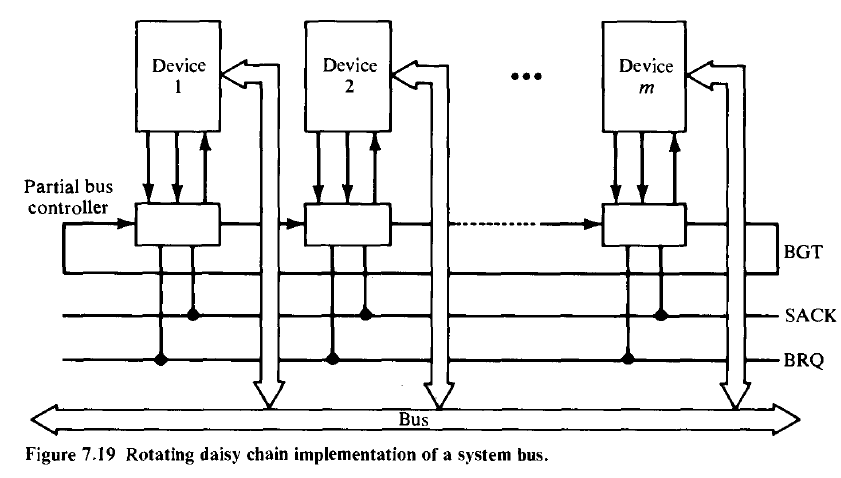 Device
1
Device
2
•••
Device
m
Partial bus
controller
BGT
SACK
BRQ
Bus
Figure 7.19 Rotating daisy chain implementation of a system bus.